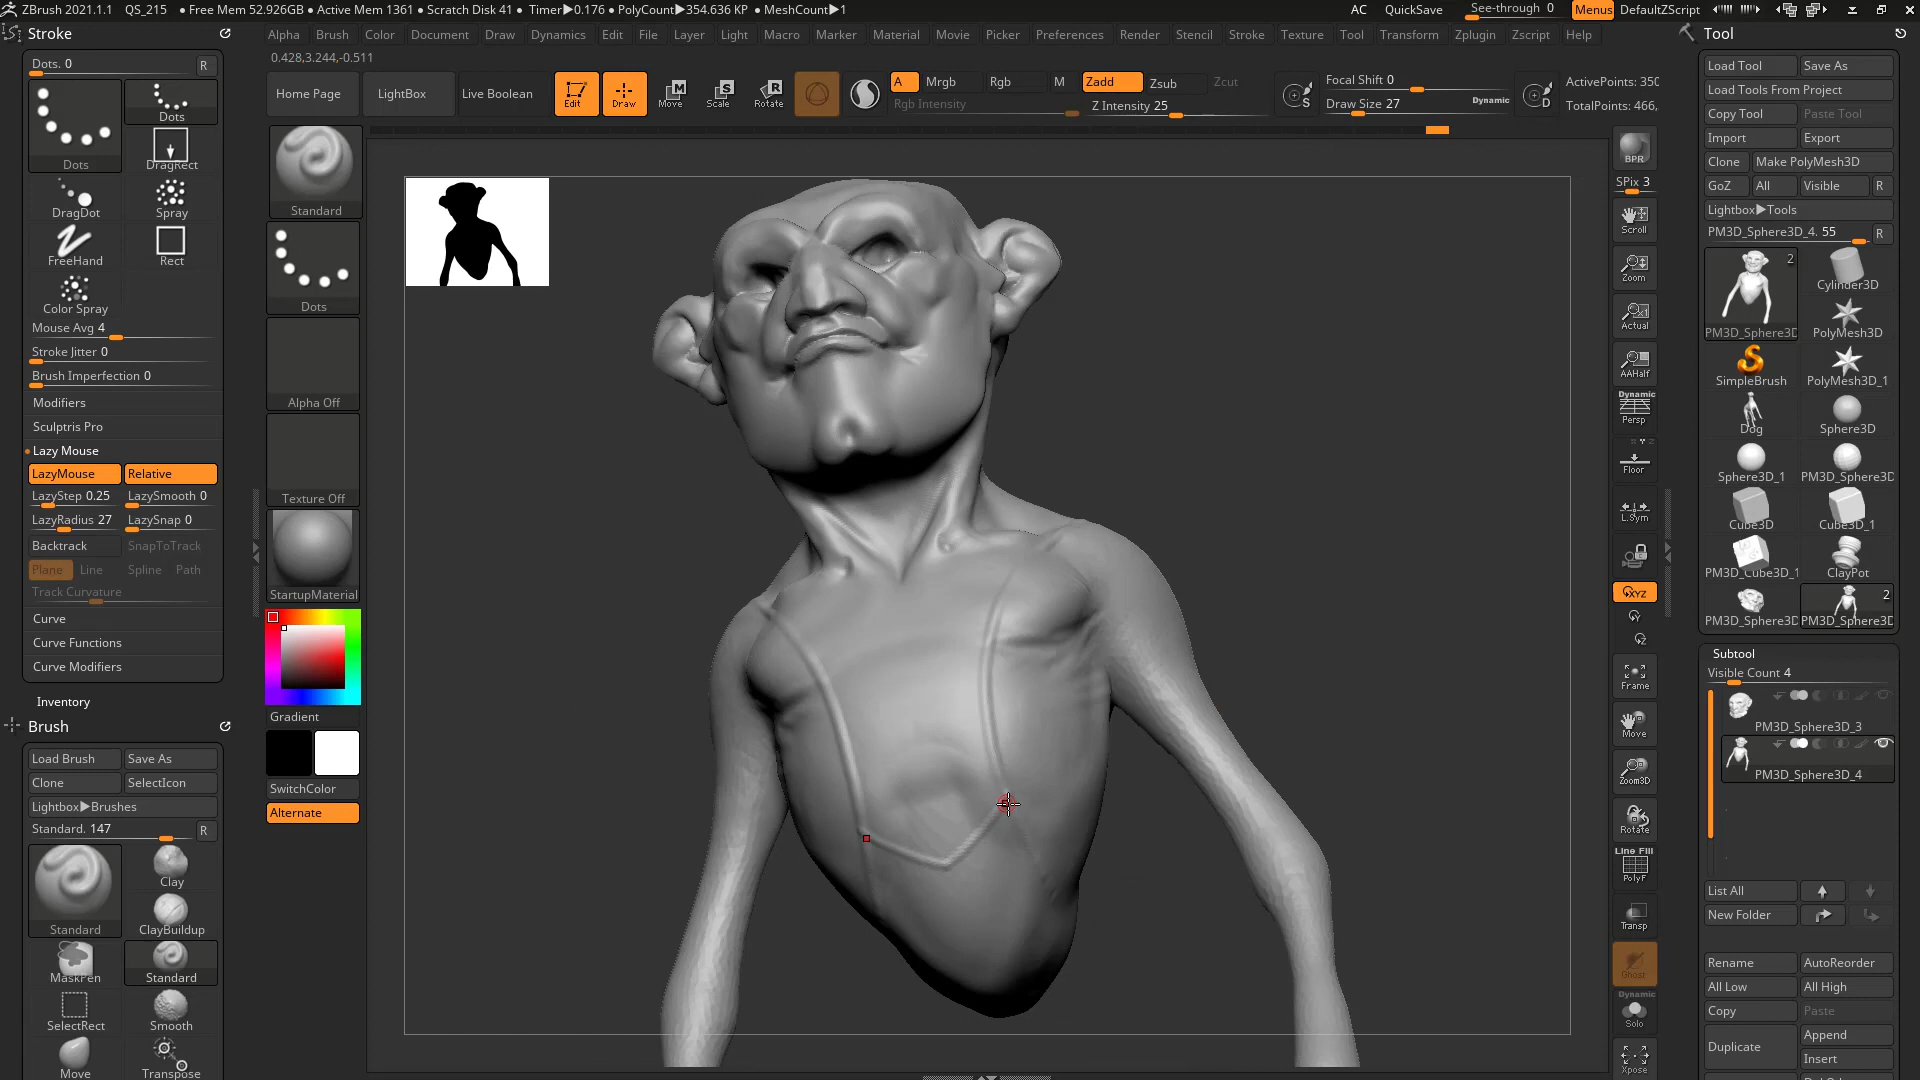 ZBrush 2021.1.1 QS_215 ● Free Mem 52.926GB ● Active Mem 1361 ● Scratch Disk 41 ● Timer▶0.176 ● PolyCount▶354.636 KP ● MeshCount▶1 AC QuickSave See-through 0 Menus DefaultZScript
Stroke
Alpha Brush Color Document Draw Dynamics Edit File Layer Light Macro Marker Material Movie Picker Preferences Render Stencil Stroke Texture Tool Transform Zplugin Zscript Help
Tool
0.428,3.244,-0.511
Dots. 0 R
Dots
Dots
DragRect
DragDot Spray
FreeHand Rect
Color Spray
Mouse Avg 4
Stroke Jitter 0
Brush Imperfection 0
Modifiers
Sculptris Pro
Lazy Mouse
LazyMouse Relative
LazyStep 0.25 LazySmooth 0
LazyRadius 27 LazySnap 0
Backtrack SnapToTrack
Plane Line Spline Path
Track Curvature
Curve
Curve Functions
Curve Modifiers
Inventory
Brush
Load Brush Save As
Clone SelectIcon
Lightbox▶Brushes
Standard. 147 R
Clay
Standard ClayBuildup
MaskPen Standard
SelectRect Smooth
Move Transpose
Home Page LightBox Live Boolean Edit Draw Move Scale Rotate
A Mrgb Rgb M Zadd Zsub Zcut
Rgb Intensity Z Intensity 25
S Focal Shift 0
Draw Size 27 Dynamic D
ActivePoints: 350
TotalPoints: 466,
Standard
Dots
Alpha Off
Texture Off
StartupMaterial
Gradient
SwitchColor
Alternate
BPR
SPix 3
Scroll
Zoom
Actual
AAHalf
Dynamic
Persp
Floor
L.Sym
XYZ
Frame
Move
Zoom3D
Rotate
Line Fill
PolyF
Transp
Ghost
Dynamic
Solo
Xpose
Load Tool Save As
Load Tools From Project
Copy Tool Paste Tool
Import Export
Clone Make PolyMesh3D
GoZ All Visible R
Lightbox▶Tools
PM3D_Sphere3D_4. 55 R
2
Cylinder3D
PM3D_Sphere3D PolyMesh3D
SimpleBrush PolyMesh3D_1
Dog Sphere3D
Sphere3D_1 PM3D_Sphere3D
Cube3D Cube3D_1
PM3D_Cube3D_1 ClayPot
2
PM3D_Sphere3D PM3D_Sphere3D
Subtool
Visible Count 4
PM3D_Sphere3D_3
PM3D_Sphere3D_4
List All
New Folder
Rename AutoReorder
All Low All High
Copy Paste
Duplicate Append
Insert